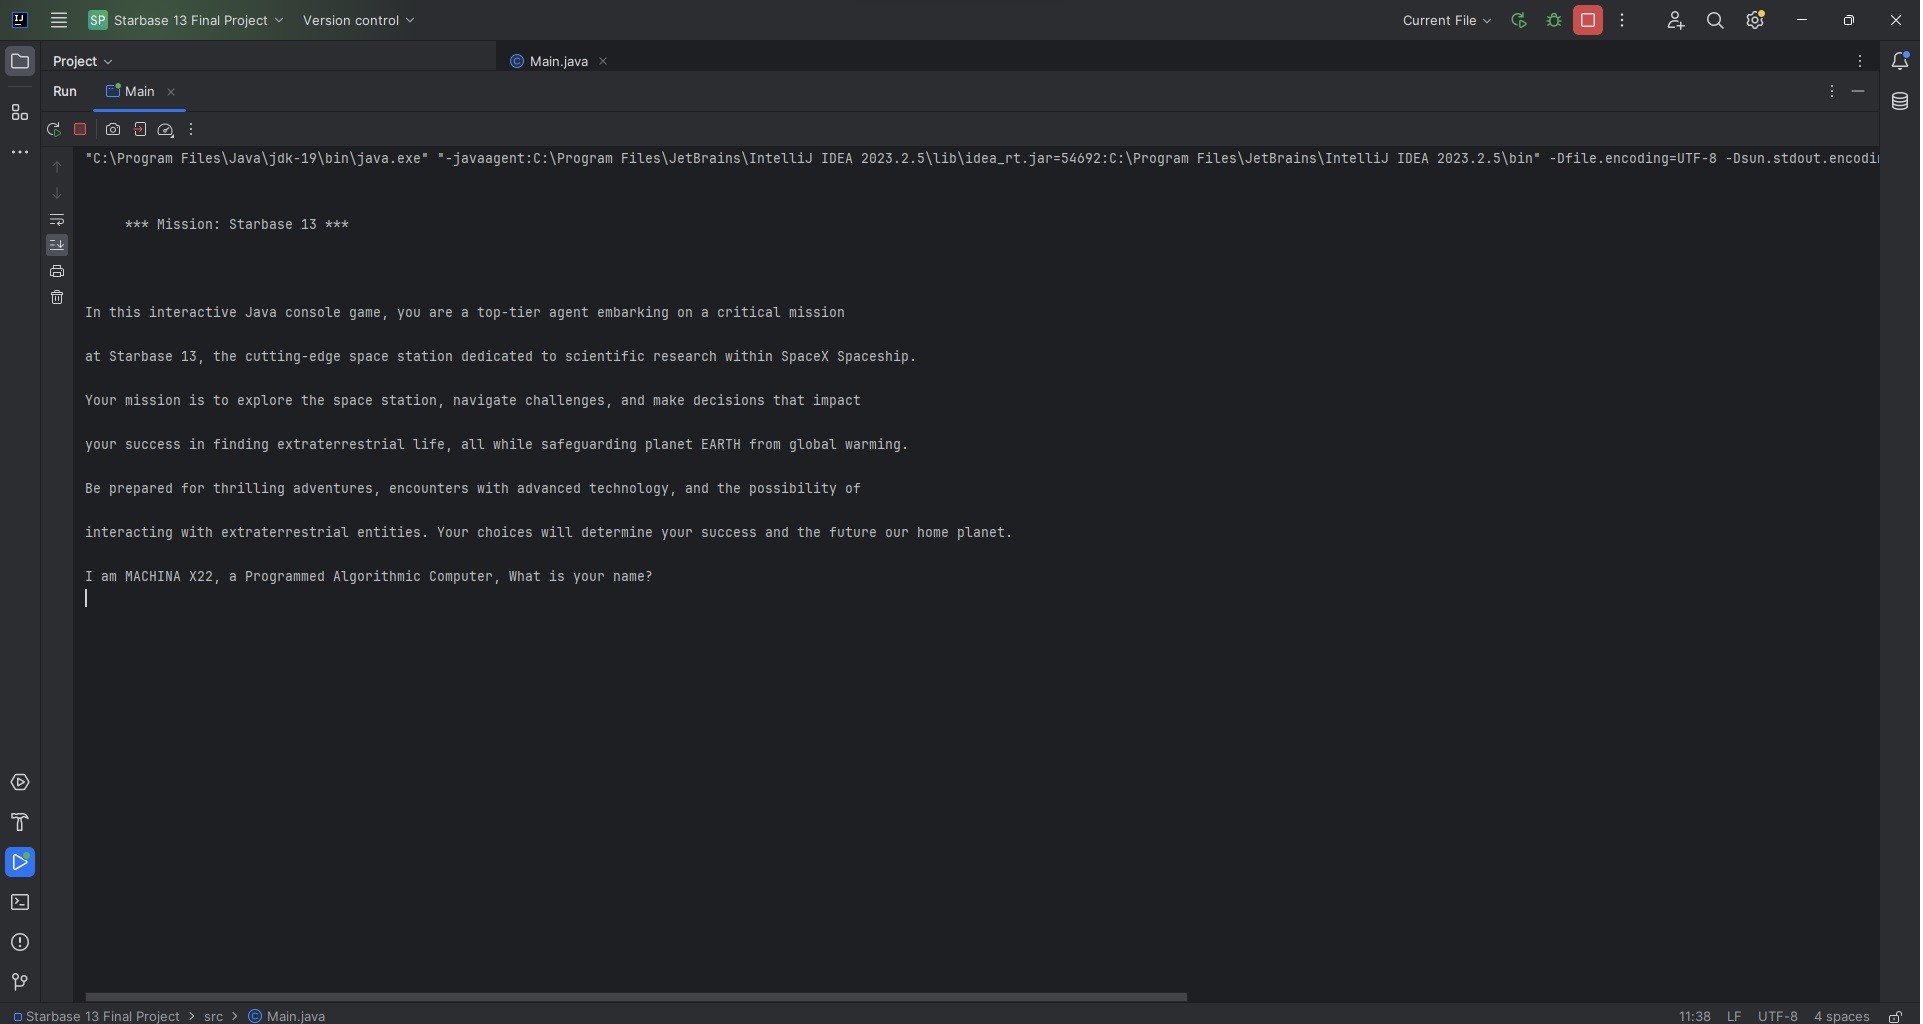 SP Starbase 13 Final Project Version control Current File
Project Main.java
Run Main
"C:\Program Files\Java\jdk-19\bin\java.exe" "-javaagent:C:\Program Files\JetBrains\IntelliJ IDEA 2023.2.5\lib\idea_rt.jar=54692:C:\Program Files\JetBrains\IntelliJ IDEA 2023.2.5\bin" -Dfile.encoding=UTF-8 -Dsun.stdout.encodi
*** Mission: Starbase 13 ***
In this interactive Java console game, you are a top-tier agent embarking on a critical mission
at Starbase 13, the cutting-edge space station dedicated to scientific research within SpaceX Spaceship.
Your mission is to explore the space station, navigate challenges, and make decisions that impact
your success in finding extraterrestrial life, all while safeguarding planet EARTH from global warming.
Be prepared for thrilling adventures, encounters with advanced technology, and the possibility of
interacting with extraterrestrial entities. Your choices will determine your success and the future our home planet.
I am MACHINA X22, a Programmed Algorithmic Computer, What is your name?
Starbase 13 Final Project > src > Main.java 11:38 LF UTF-8 4 spaces